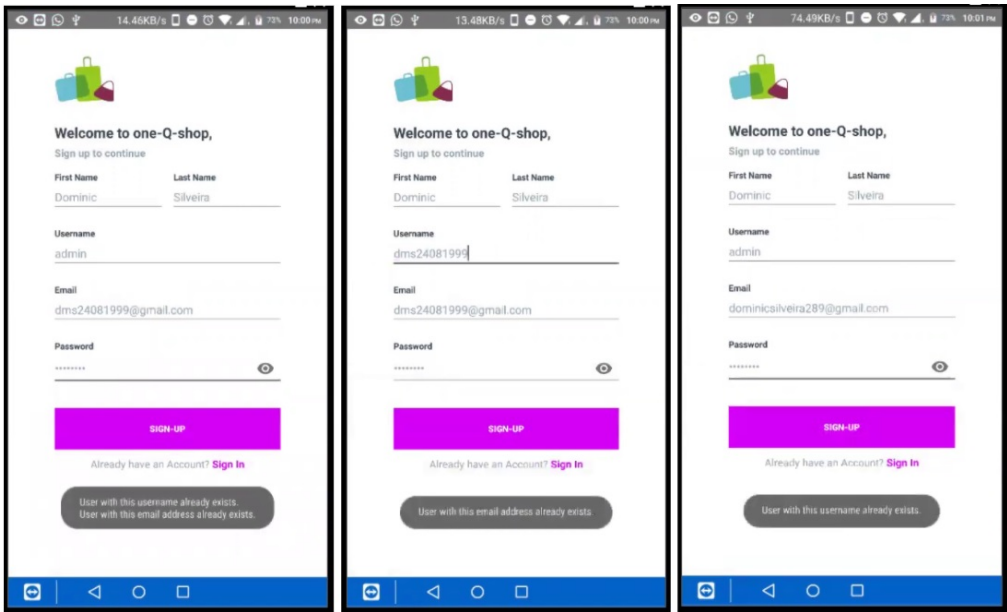 14.46KB/s 73% 10:00 PM
Welcome to one-Q-shop,
Sign up to continue
First Name Last Name
Dominic Silveira
Username
admin
Email
dms24081999@gmail.com
Password
SIGN-UP
Already have an Account? Sign In
User with this username already exists.
User with this email address already exists.
13.48KB/s 73% 10:00 PM
Welcome to one-Q-shop,
Sign up to continue
First Name Last Name
Dominic Silveira
Username
dms24081999
Email
dms24081999@gmail.com
Password
SIGN-UP
Already have an Account? Sign In
User with this email address already exists.
74.49KB/s 73% 10:01 PM
Welcome to one-Q-shop,
Sign up to continue
First Name Last Name
Dominic Silveira
Username
admin
Email
dominicsilveira289@gmail.com
Password
SIGN-UP
Already have an Account? Sign In
User with this username already exists.